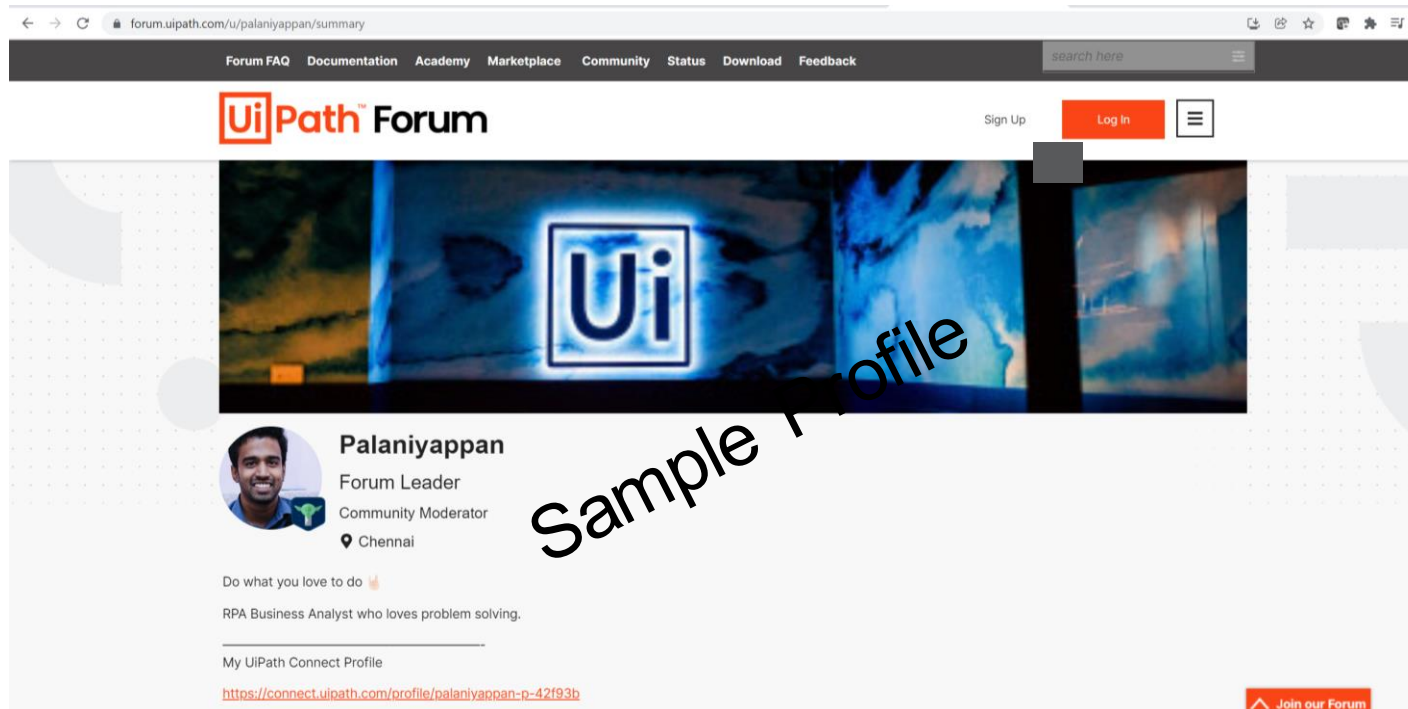 forum.uipath.com/u/palaniyappan/summary
Forum FAQ Documentation Academy Marketplace Community Status Download Feedback
search here
UiPath™ Forum
Sign Up
Log In
Ui
Sample Profile
Palaniyappan
Forum Leader
Community Moderator
Chennai
Do what you love to do 🤘🏻
RPA Business Analyst who loves problem solving.
My UiPath Connect Profile
https://connect.uipath.com/profile/palaniyappan-p-42f93b
Join our Forum